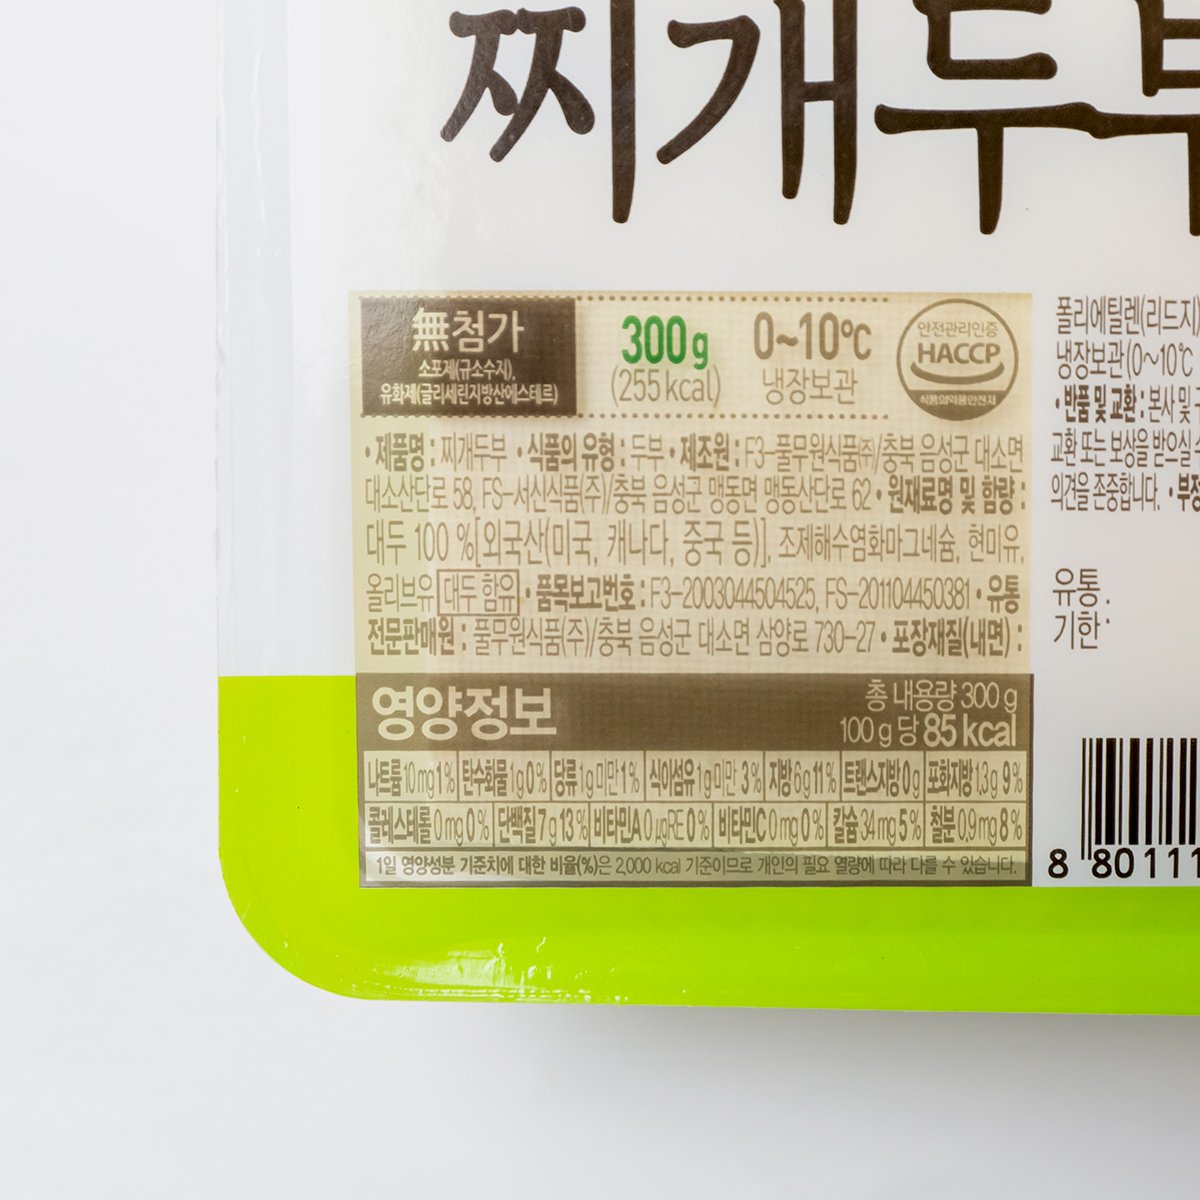 찌개두부
無첨가
소포제(규소수지),
유화제(글리세린지방산에스테르)
300g
(255 kcal)
0~10℃
냉장보관
안전관리인증
HACCP
식품의약품안전처
• 제품명 : 찌개두부 • 식품의 유형 : 두부 • 제조원 : F3-풀무원식품㈜/충북 음성군 대소면
대소산단로 58, FS-서신식품(주)/충북 음성군 맹동면 맹동산단로 62 • 원재료명 및 함량 :
대두 100 %[외국산(미국, 캐나다, 중국 등)], 조제해수염화마그네슘, 현미유,
올리브유 대두 함유 • 품목보고번호 : F3-2003044504525, FS-201104450381 • 유통
전문판매원 : 풀무원식품(주)/충북 음성군 대소면 삼양로 730-27 • 포장재질(내면) :
폴리에틸렌(리드지)
냉장보관(0~10℃
• 반품 및 교환 : 본사 및
교환 또는 보상을 받으실
의견을 존중합니다. • 부정
유통
기한 :
영양정보
총 내용량 300 g
100 g 당 85 kcal
나트륨 10 mg 1 % 탄수화물 1 g 0 % 당류 1 g 미만 1 % 식이섬유 1 g 미만 3 % 지방 6 g 11 % 트랜스지방 0 g 포화지방 1.3 g 9 %
콜레스테롤 0 mg 0 % 단백질 7 g 13 % 비타민A 0 μgRE 0 % 비타민C 0 mg 0 % 칼슘 34 mg 5 % 철분 0.9 mg 8 %
1일 영양성분 기준치에 대한 비율(%)은 2,000 kcal 기준이므로 개인의 필요 열량에 따라 다를 수 있습니다.
8 80111